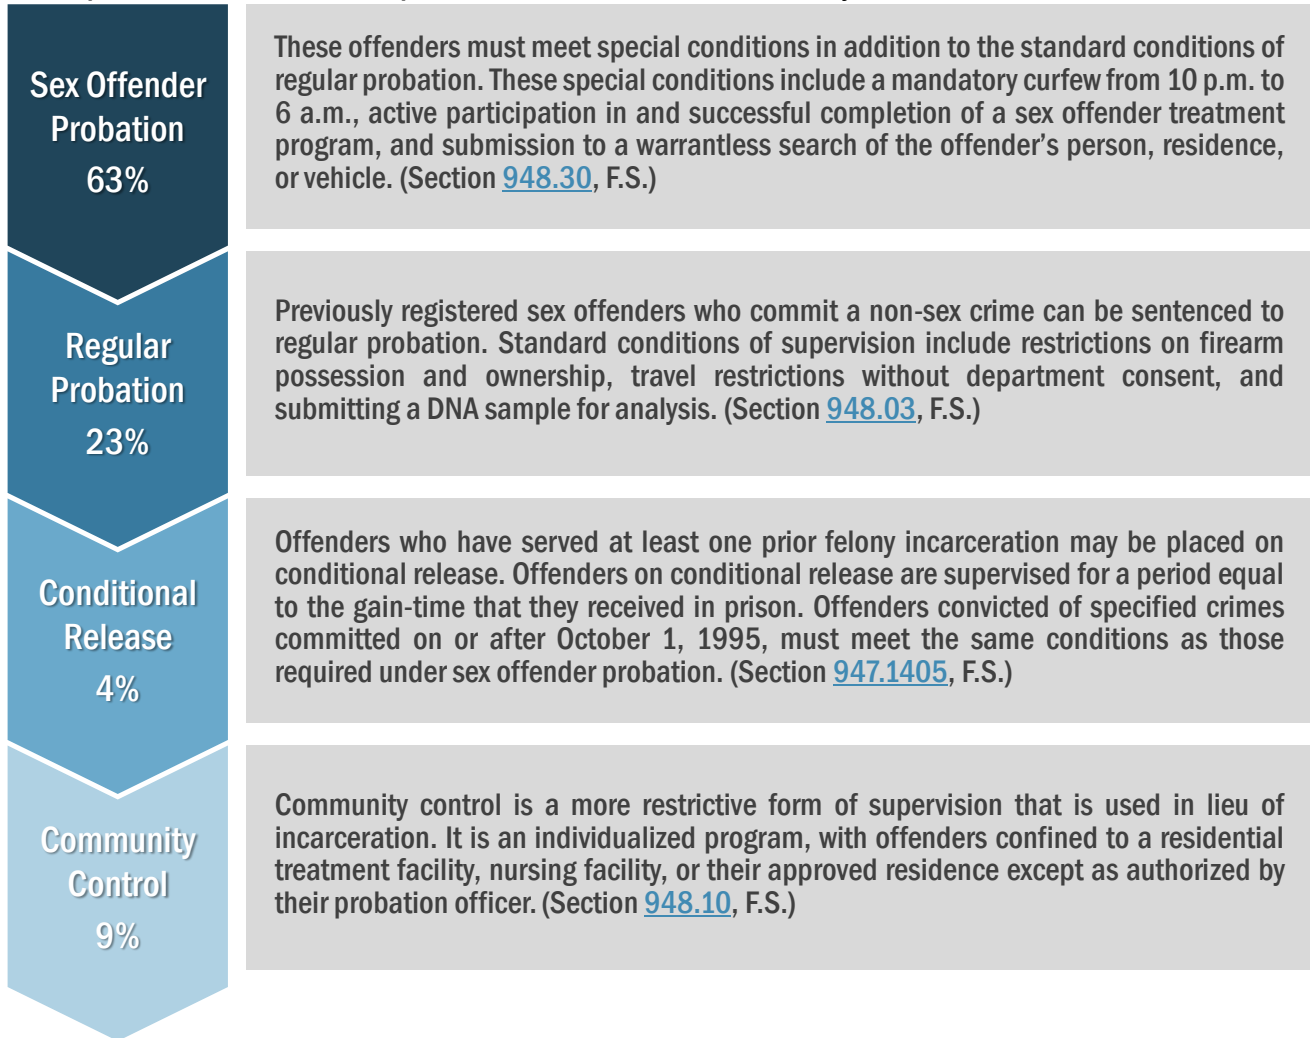 Sex Offender
Probation
63%
These offenders must meet special conditions in addition to the standard conditions of
regular probation. These special conditions include a mandatory curfew from 10 p.m. to
6 a.m., active participation in and successful completion of a sex offender treatment
program, and submission to a warrantless search of the offender's person, residence,
or vehicle. (Section 948.30, F.S.)
Regular
Probation
23%
Previously registered sex offenders who commit a non-sex crime can be sentenced to
regular probation. Standard conditions of supervision include restrictions on firearm
possession and ownership, travel restrictions without department consent, and
submitting a DNA sample for analysis. (Section 948.03, F.S.)
Conditional
Release
4%
Offenders who have served at least one prior felony incarceration may be placed on
conditional release. Offenders on conditional release are supervised for a period equal
to the gain-time that they received in prison. Offenders convicted of specified crimes
committed on or after October 1, 1995, must meet the same conditions as those
required under sex offender probation. (Section 947.1405, F.S.)
Community
Control
9%
Community control is a more restrictive form of supervision that is used in lieu of
incarceration. It is an individualized program, with offenders confined to a residential
treatment facility, nursing facility, or their approved residence except as authorized by
their probation officer. (Section 948.10, F.S.)